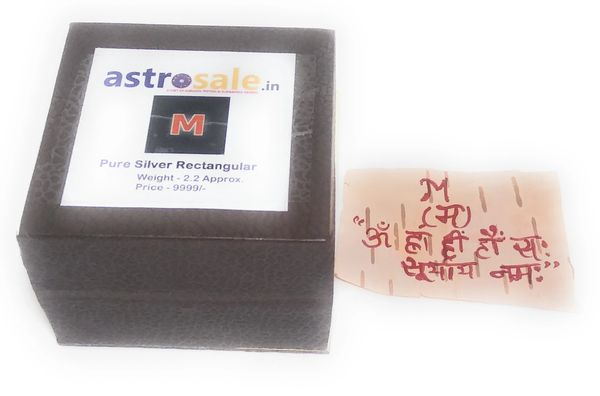 astrosale.in
M
Pure Silver Rectangular
Weight - 2.2 Approx.
Price - 9999/-
M
(म)
"ॐ ह्रां ह्रीं ह्रौं सः
सूर्याय नमः"